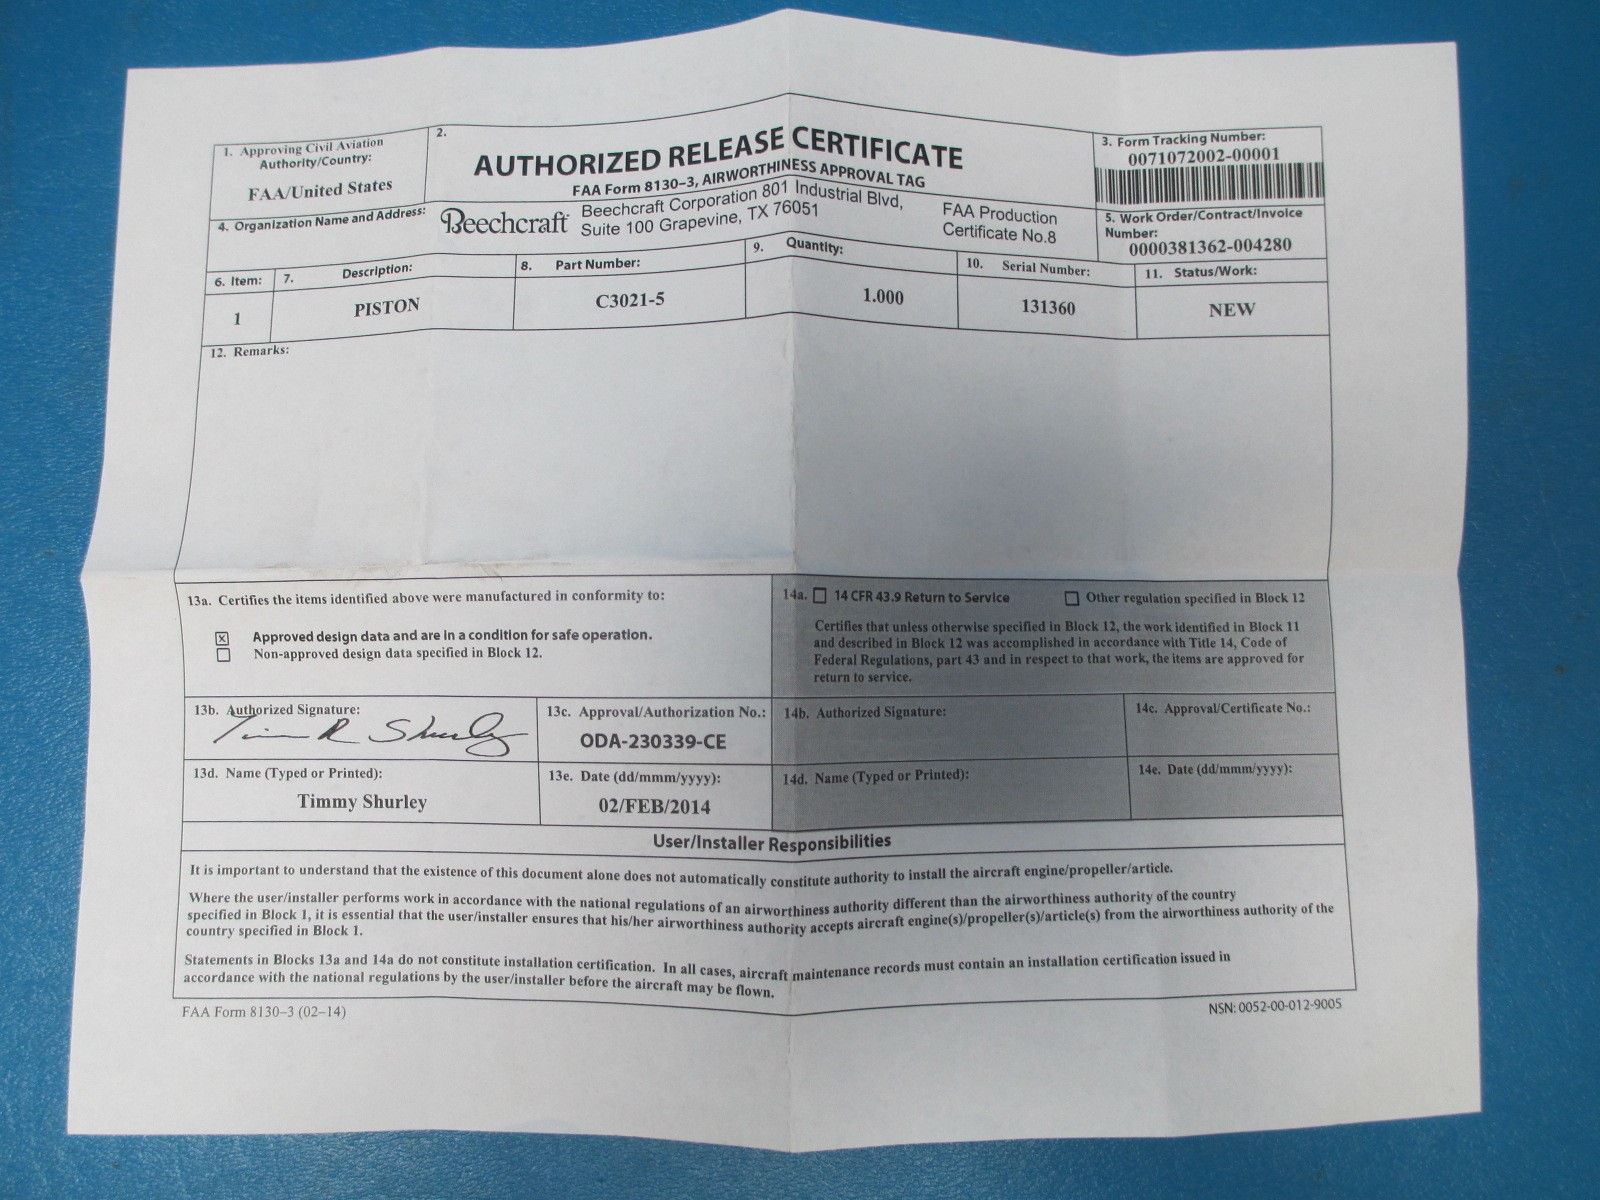 1. Approving Civil Aviation
Authority/Country:
FAA/United States
2.
AUTHORIZED RELEASE CERTIFICATE
FAA Form 8130–3, AIRWORTHINESS APPROVAL TAG
3. Form Tracking Number:
0071072002-00001
4. Organization Name and Address:
Beechcraft
Beechcraft Corporation 801 Industrial Blvd,
Suite 100 Grapevine, TX 76051
FAA Production
Certificate No.8
5. Work Order/Contract/Invoice
Number:
0000381362-004280
6. Item:
7. Description:
8. Part Number:
9. Quantity:
10. Serial Number:
11. Status/Work:
1
PISTON
C3021-5
1.000
131360
NEW
12. Remarks:
13a. Certifies the items identified above were manufactured in conformity to:
X Approved design data and are in a condition for safe operation.
Non-approved design data specified in Block 12.
14a. 14 CFR 43.9 Return to Service
Other regulation specified in Block 12
Certifies that unless otherwise specified in Block 12, the work identified in Block 11
and described in Block 12 was accomplished in accordance with Title 14, Code of
Federal Regulations, part 43 and in respect to that work, the items are approved for
return to service.
13b. Authorized Signature:
Timmy R Shurley
13c. Approval/Authorization No.:
ODA-230339-CE
14b. Authorized Signature:
14c. Approval/Certificate No.:
13d. Name (Typed or Printed):
Timmy Shurley
13e. Date (dd/mmm/yyyy):
02/FEB/2014
14d. Name (Typed or Printed):
14e. Date (dd/mmm/yyyy):
User/Installer Responsibilities
It is important to understand that the existence of this document alone does not automatically constitute authority to install the aircraft engine/propeller/article.
Where the user/installer performs work in accordance with the national regulations of an airworthiness authority different than the airworthiness authority of the country
specified in Block 1, it is essential that the user/installer ensures that his/her airworthiness authority accepts aircraft engine(s)/propeller(s)/article(s) from the airworthiness authority of the
country specified in Block 1.
Statements in Blocks 13a and 14a do not constitute installation certification. In all cases, aircraft maintenance records must contain an installation certification issued in
accordance with the national regulations by the user/installer before the aircraft may be flown.
FAA Form 8130–3 (02–14)
NSN: 0052-00-012-9005